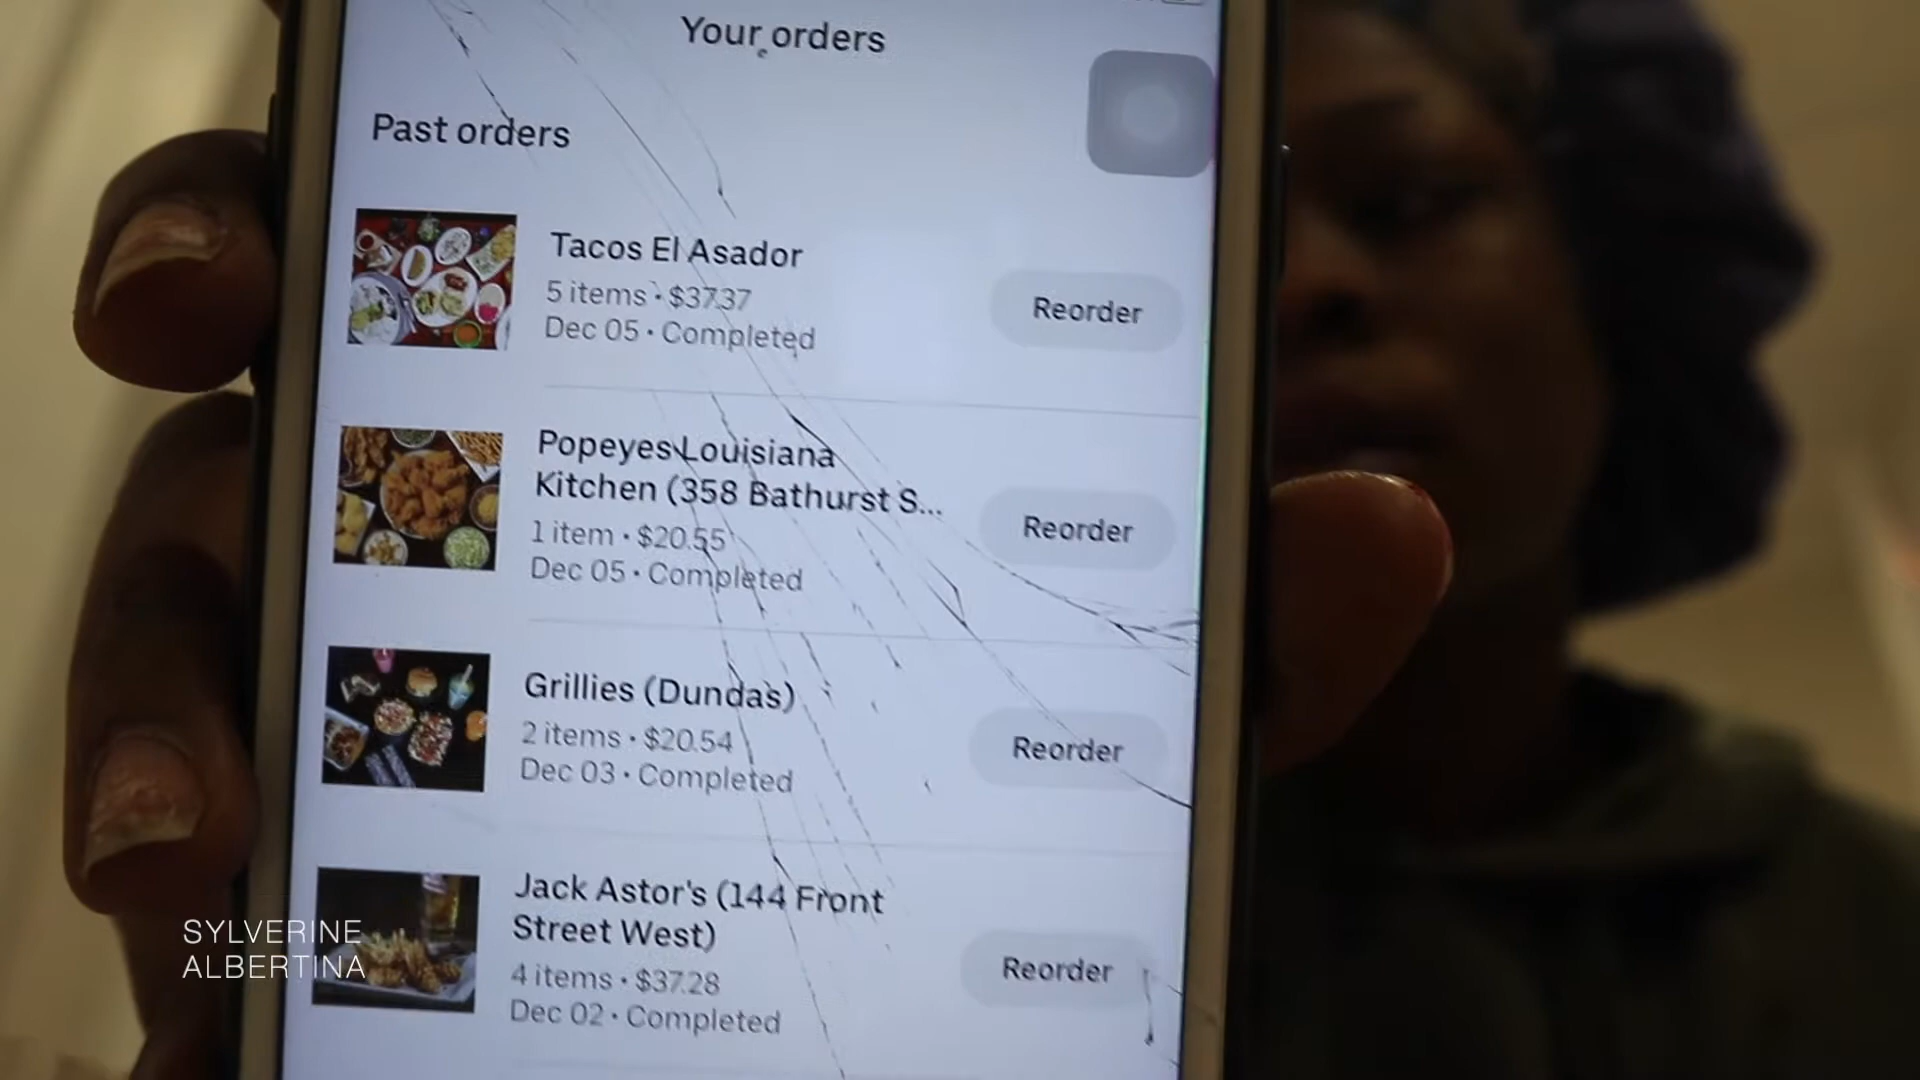 Your orders
Past orders
Tacos El Asador
5 items • $37.37
Dec 05 • Completed
Reorder
Popeyes Louisiana
Kitchen (358 Bathurst S...
1 item • $20.55
Dec 05 • Completed
Reorder
Grillies (Dundas)
2 items • $20.54
Dec 03 • Completed
Reorder
Jack Astor's (144 Front
Street West)
4 items • $37.28
Dec 02 • Completed
Reorder
SYLVERINE
ALBERTINA